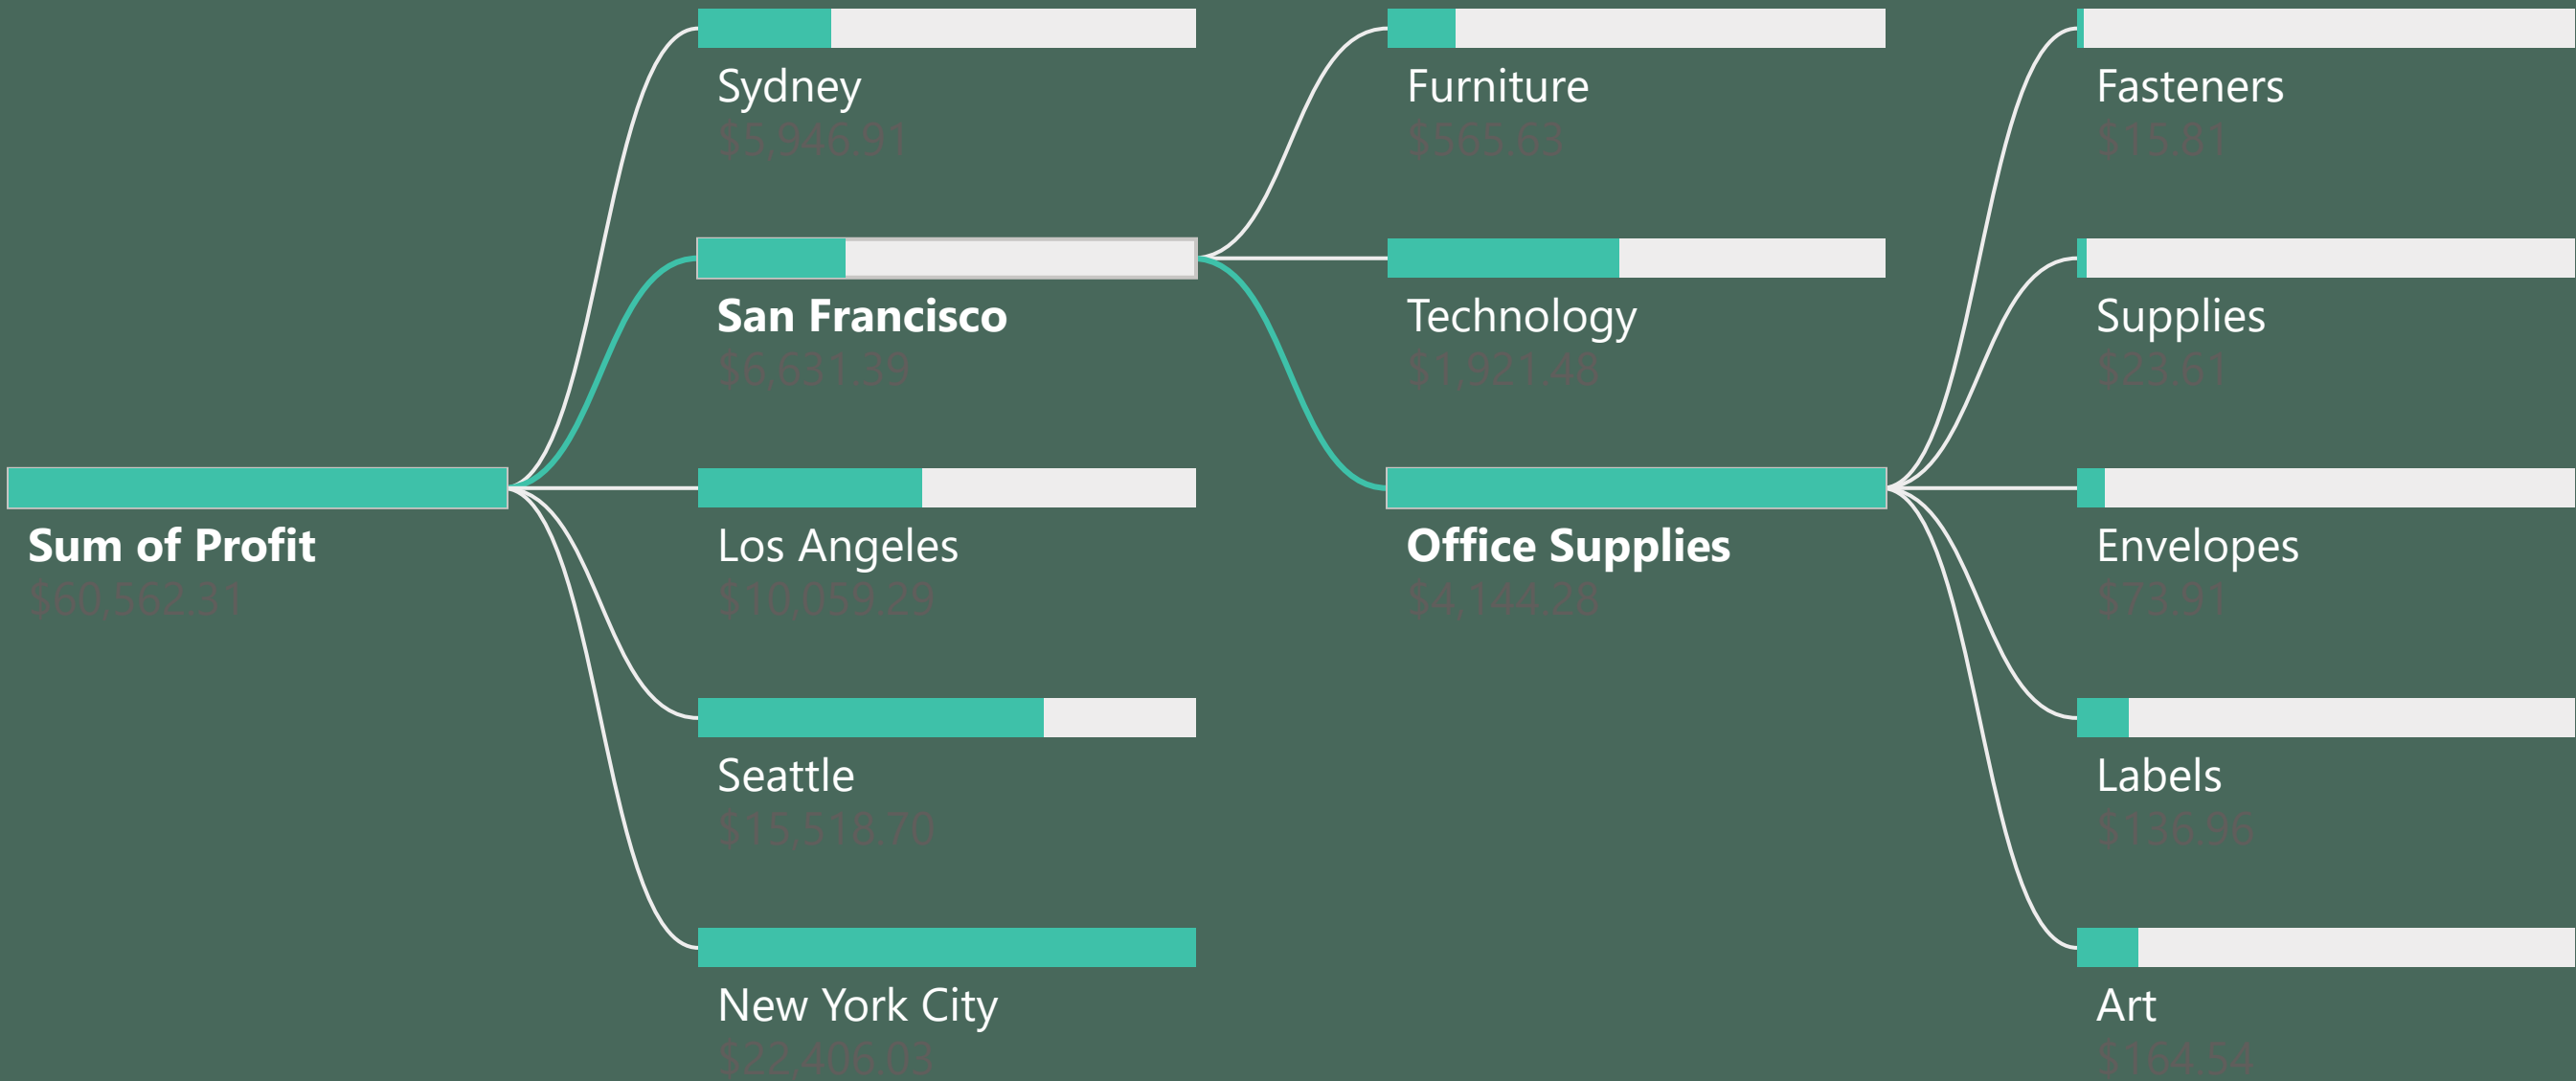 Sydney
$5,946.91
San Francisco
$6,631.39
Los Angeles
$10,059.29
Seattle
$15,518.70
New York City
$22,406.03
Sum of Profit
$60,562.31
Furniture
$565.63
Technology
$1,921.48
Office Supplies
$4,144.28
Fasteners
$15.81
Supplies
$23.61
Envelopes
$73.91
Labels
$136.96
Art
$164.54